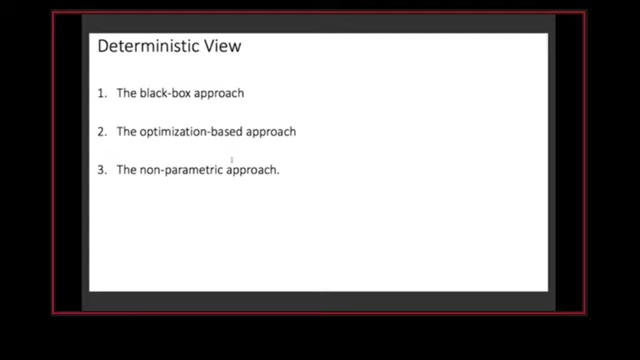 Deterministic View
1. The black-box approach
2. The optimization-based approach
3. The non-parametric approach.